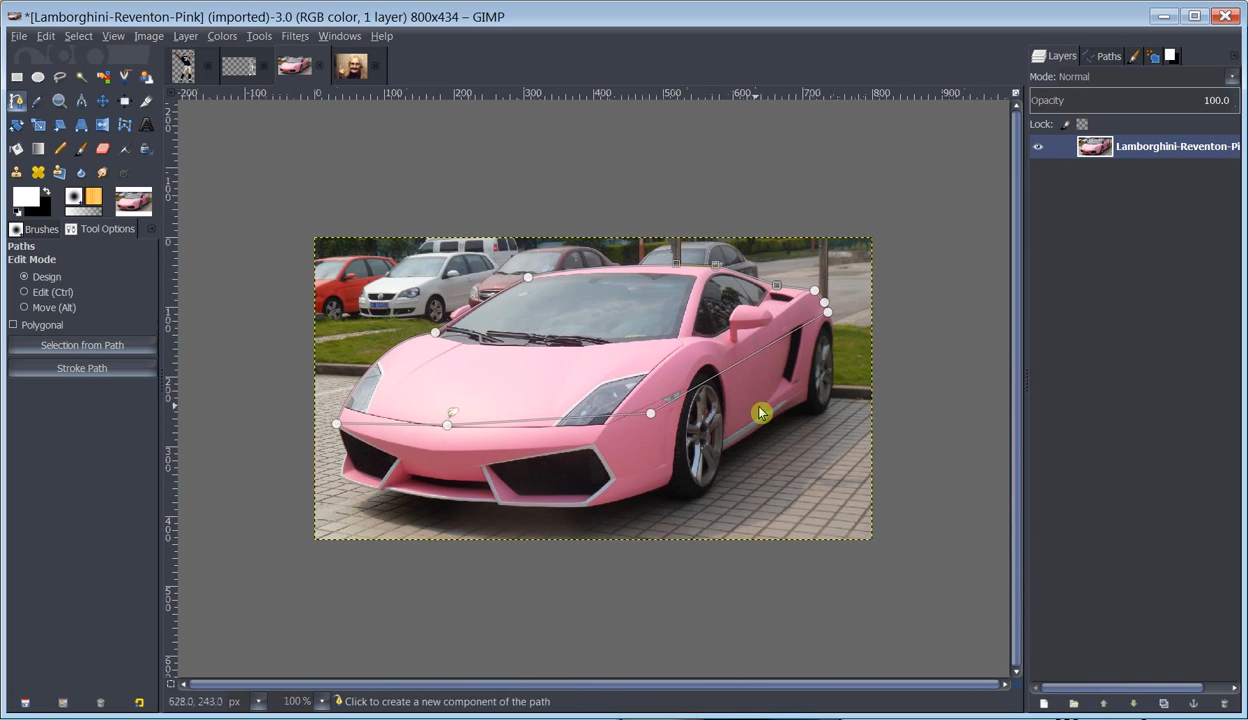 *[Lamborghini-Reventon-Pink] (imported)-3.0 (RGB color, 1 layer) 800x434 – GIMP
File Edit Select View Image Layer Colors Tools Filters Windows Help
Layers Paths
Mode: Normal
-200 -100 0 100 200 300 400 500 600 700 800 900
Opacity 100.0
Lock:
Lamborghini-Reventon-Pi
Brushes Tool Options
Paths
Edit Mode
Design
Edit (Ctrl)
Move (Alt)
Polygonal
Selection from Path
Stroke Path
628.0, 243.0 px 100 % Click to create a new component of the path